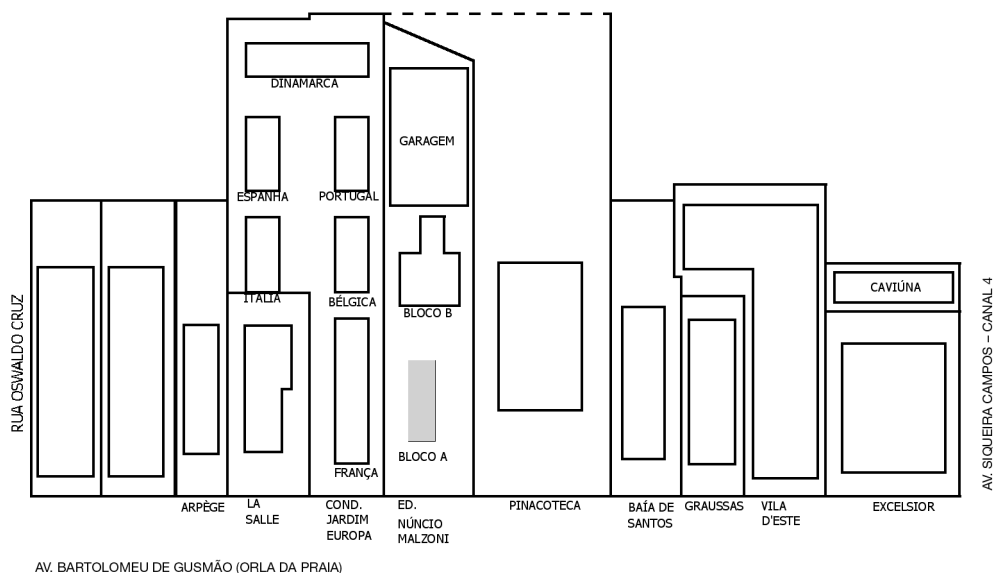 DINAMARCA
GARAGEM
ESPANHA
PORTUGAL
ITALIA
BÉLGICA
BLOCO B
CAVIÚNA
RUA OSWALDO CRUZ
AV. SIQUEIRA CAMPOS – CANAL 4
BLOCO A
FRANÇA
ARPÈGE
LA
SALLE
COND.
JARDIM
EUROPA
ED.
NÚNCIO
MALZONI
PINACOTECA
BAÍA DE
SANTOS
GRAUSSAS
VILA
D'ESTE
EXCELSIOR
AV. BARTOLOMEU DE GUSMÃO (ORLA DA PRAIA)